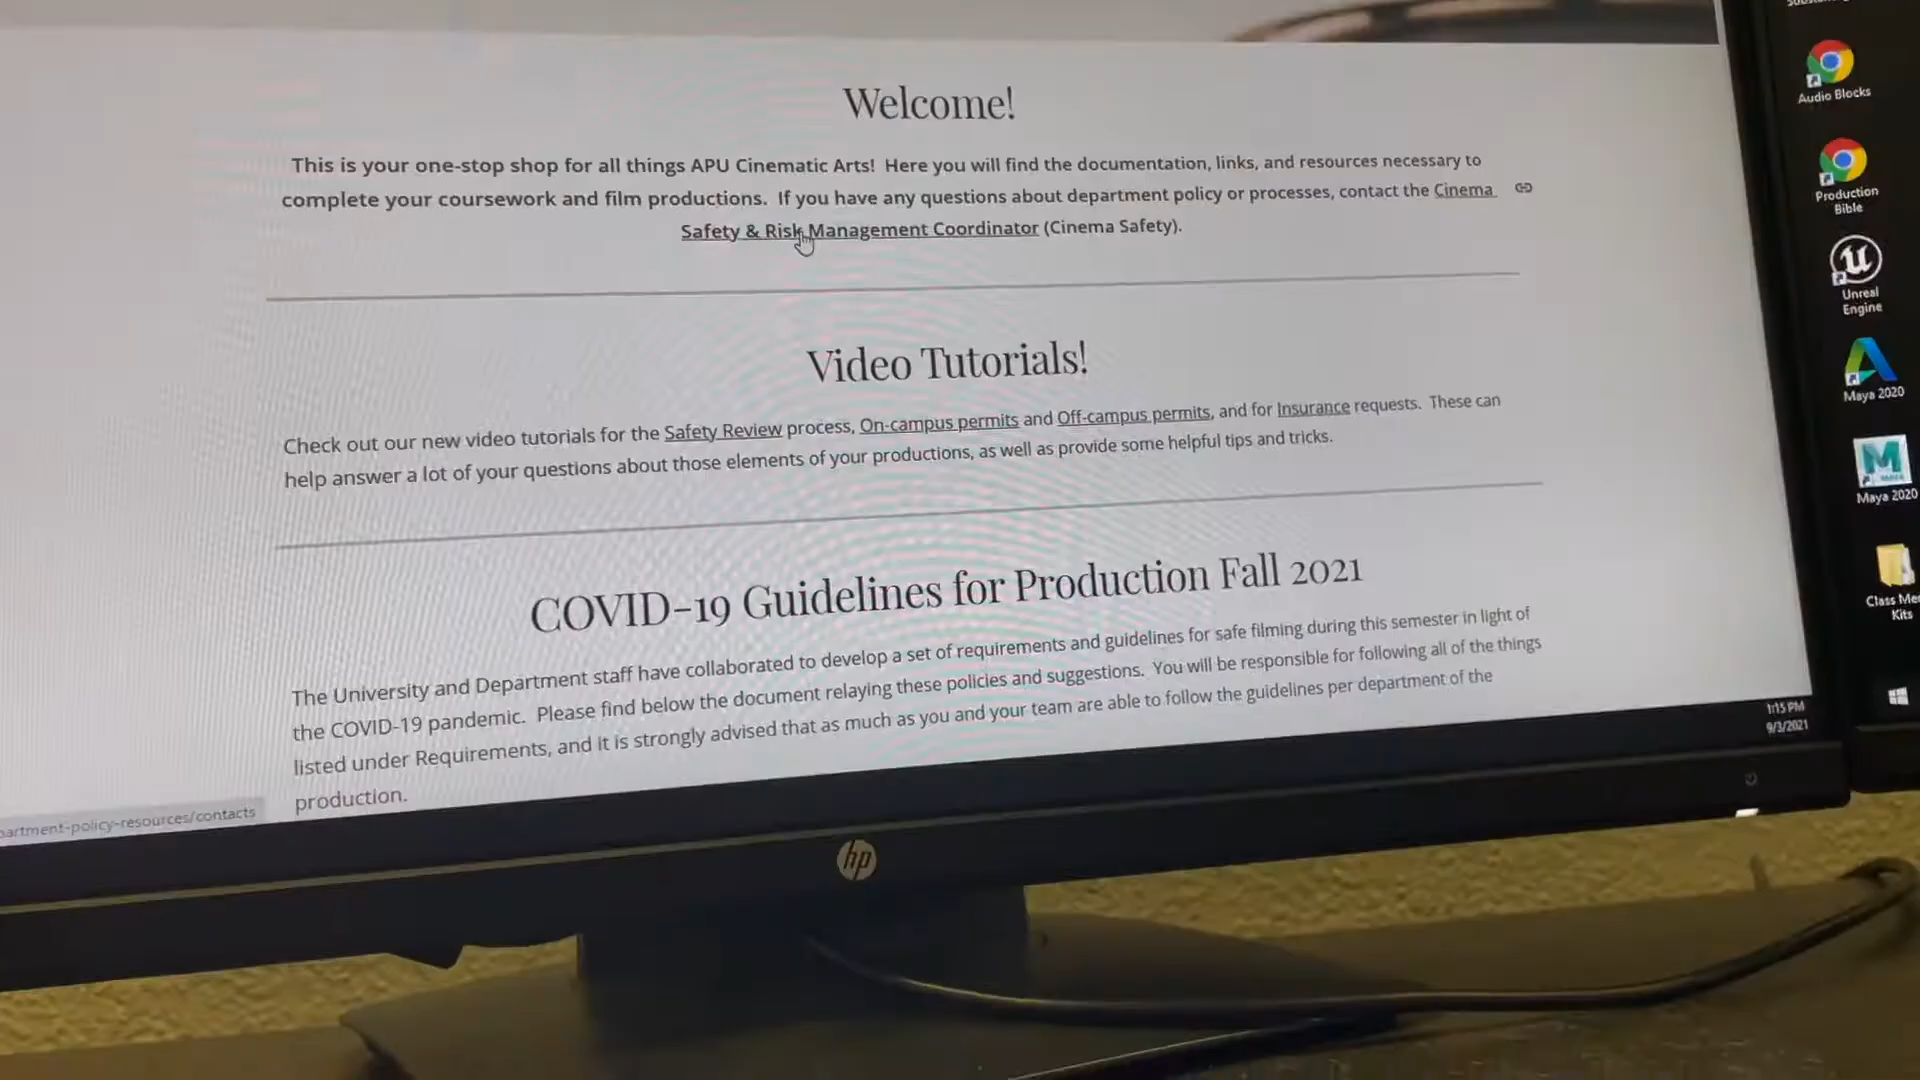 Welcome!
This is your one-stop shop for all things APU Cinematic Arts! Here you will find the documentation, links, and resources necessary to
complete your coursework and film productions. If you have any questions about department policy or processes, contact the Cinema
Safety & Risk Management Coordinator (Cinema Safety).
Video Tutorials!
Check out our new video tutorials for the Safety Review process, On-campus permits and Off-campus permits, and for Insurance requests. These can
help answer a lot of your questions about those elements of your productions, as well as provide some helpful tips and tricks.
COVID-19 Guidelines for Production Fall 2021
The University and Department staff have collaborated to develop a set of requirements and guidelines for safe filming during this semester in light of
the COVID-19 pandemic. Please find below the document relaying these policies and suggestions. You will be responsible for following all of the things
listed under Requirements, and it is strongly advised that as much as you and your team are able to follow the guidelines per department of the
production.
artment-policy-resources/contacts
1:15 PM
9/3/2021
hp
Audio Blocks
Production
Bible
Unreal
Engine
Maya 2020
Maya 2020
Class
Kits